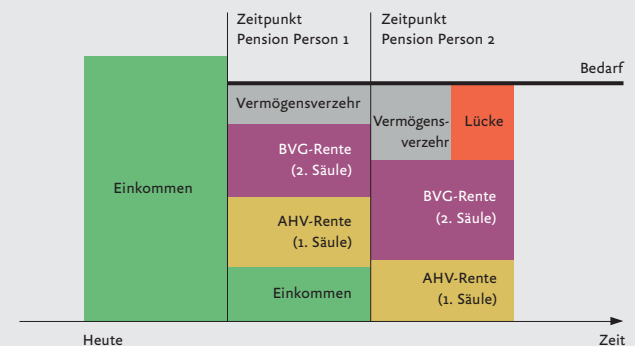 Zeitpunkt
Pension Person 1
Zeitpunkt
Pension Person 2
Bedarf
Vermögensverzehr
Vermögens-
verzehr
Lücke
BVG-Rente
(2. Säule)
Einkommen
BVG-Rente
(2. Säule)
AHV-Rente
(1. Säule)
AHV-Rente
(1. Säule)
Einkommen
Heute
Zeit